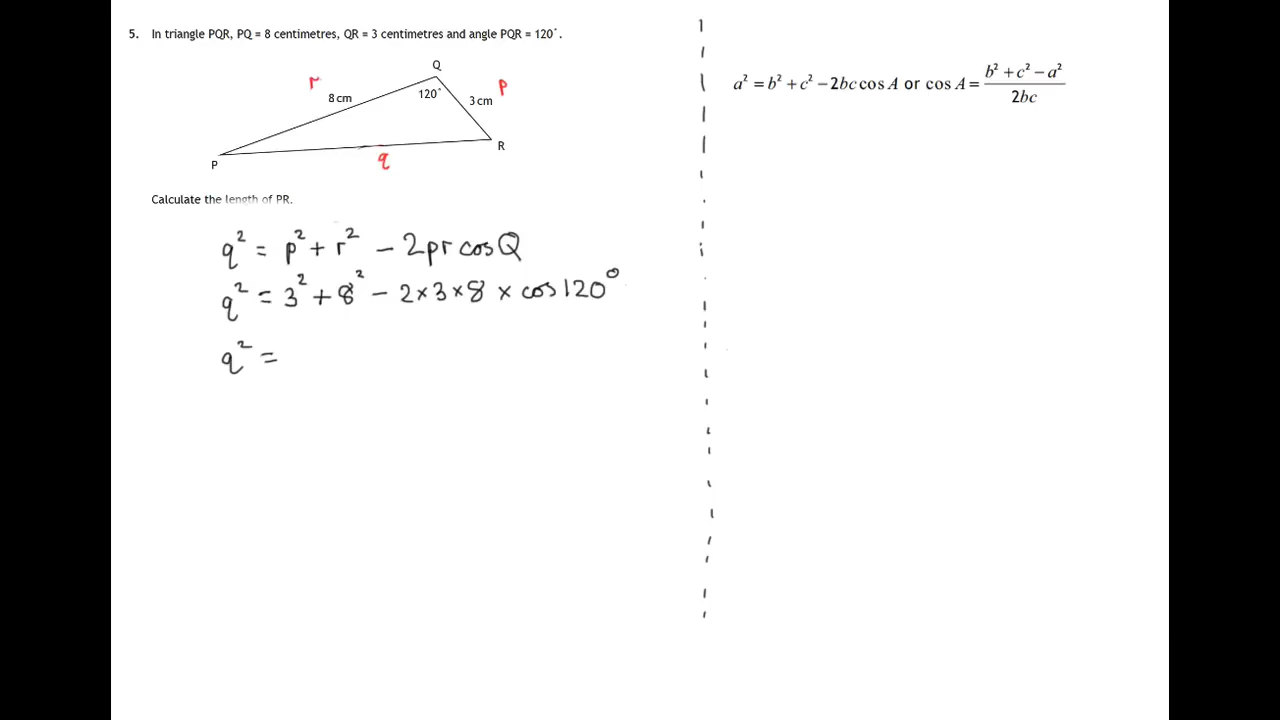 5. In triangle PQR, PQ = 8 centimetres, QR = 3 centimetres and angle PQR = 120°.
Q
r
8 cm
120°
3 cm
p
P
q
R
Calculate the length of PR.
q² = p² + r² − 2pr cos Q
q² = 3² + 8² − 2 × 3 × 8 × cos 120°
q² =
a² = b² + c² − 2bc cos A or cos A = (b² + c² − a²) / 2bc